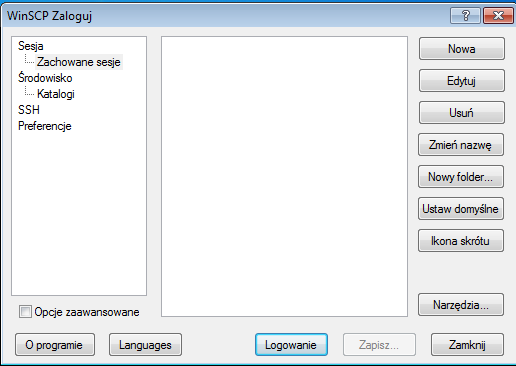 WinSCP Zaloguj
Sesja
Zachowane sesje
Środowisko
Katalogi
SSH
Preferencje
Opcje zaawansowane
Nowa
Edytuj
Usuń
Zmień nazwę
Nowy folder...
Ustaw domyślne
Ikona skrótu
Narzędzia...
O programie
Languages
Logowanie
Zapisz...
Zamknij